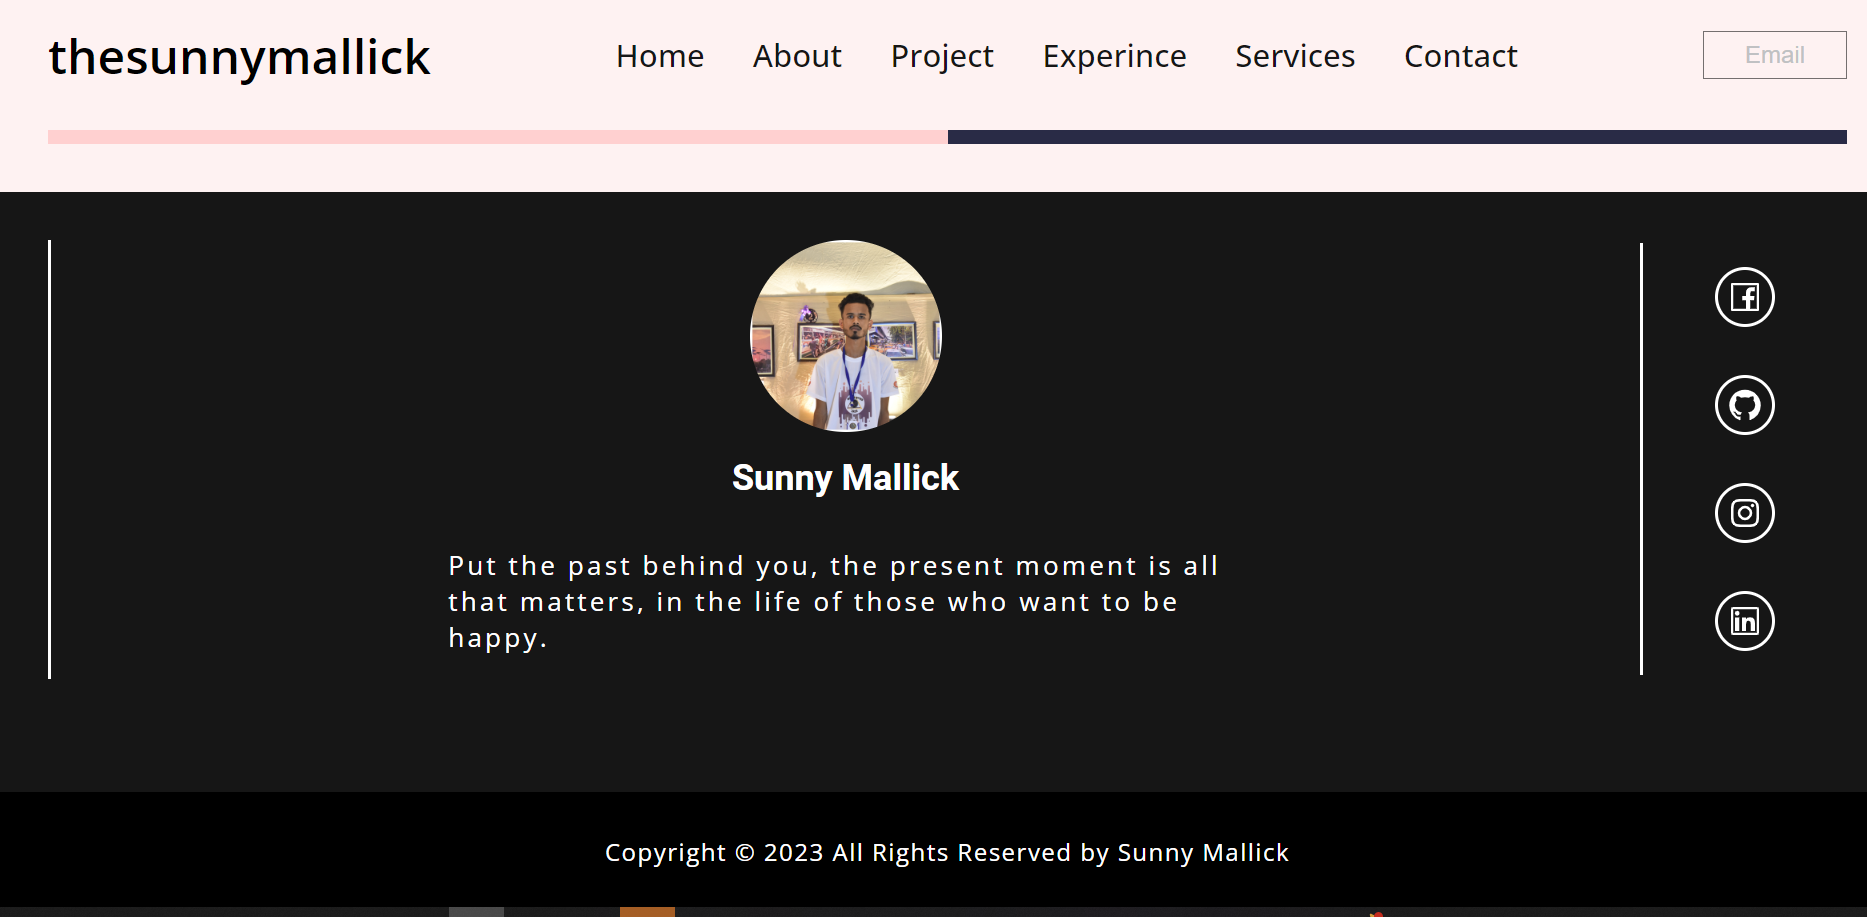 thesunnymallick
Home About Project Experince Services Contact
Email
Sunny Mallick
Put the past behind you, the present moment is all
that matters, in the life of those who want to be
happy.
Copyright © 2023 All Rights Reserved by Sunny Mallick